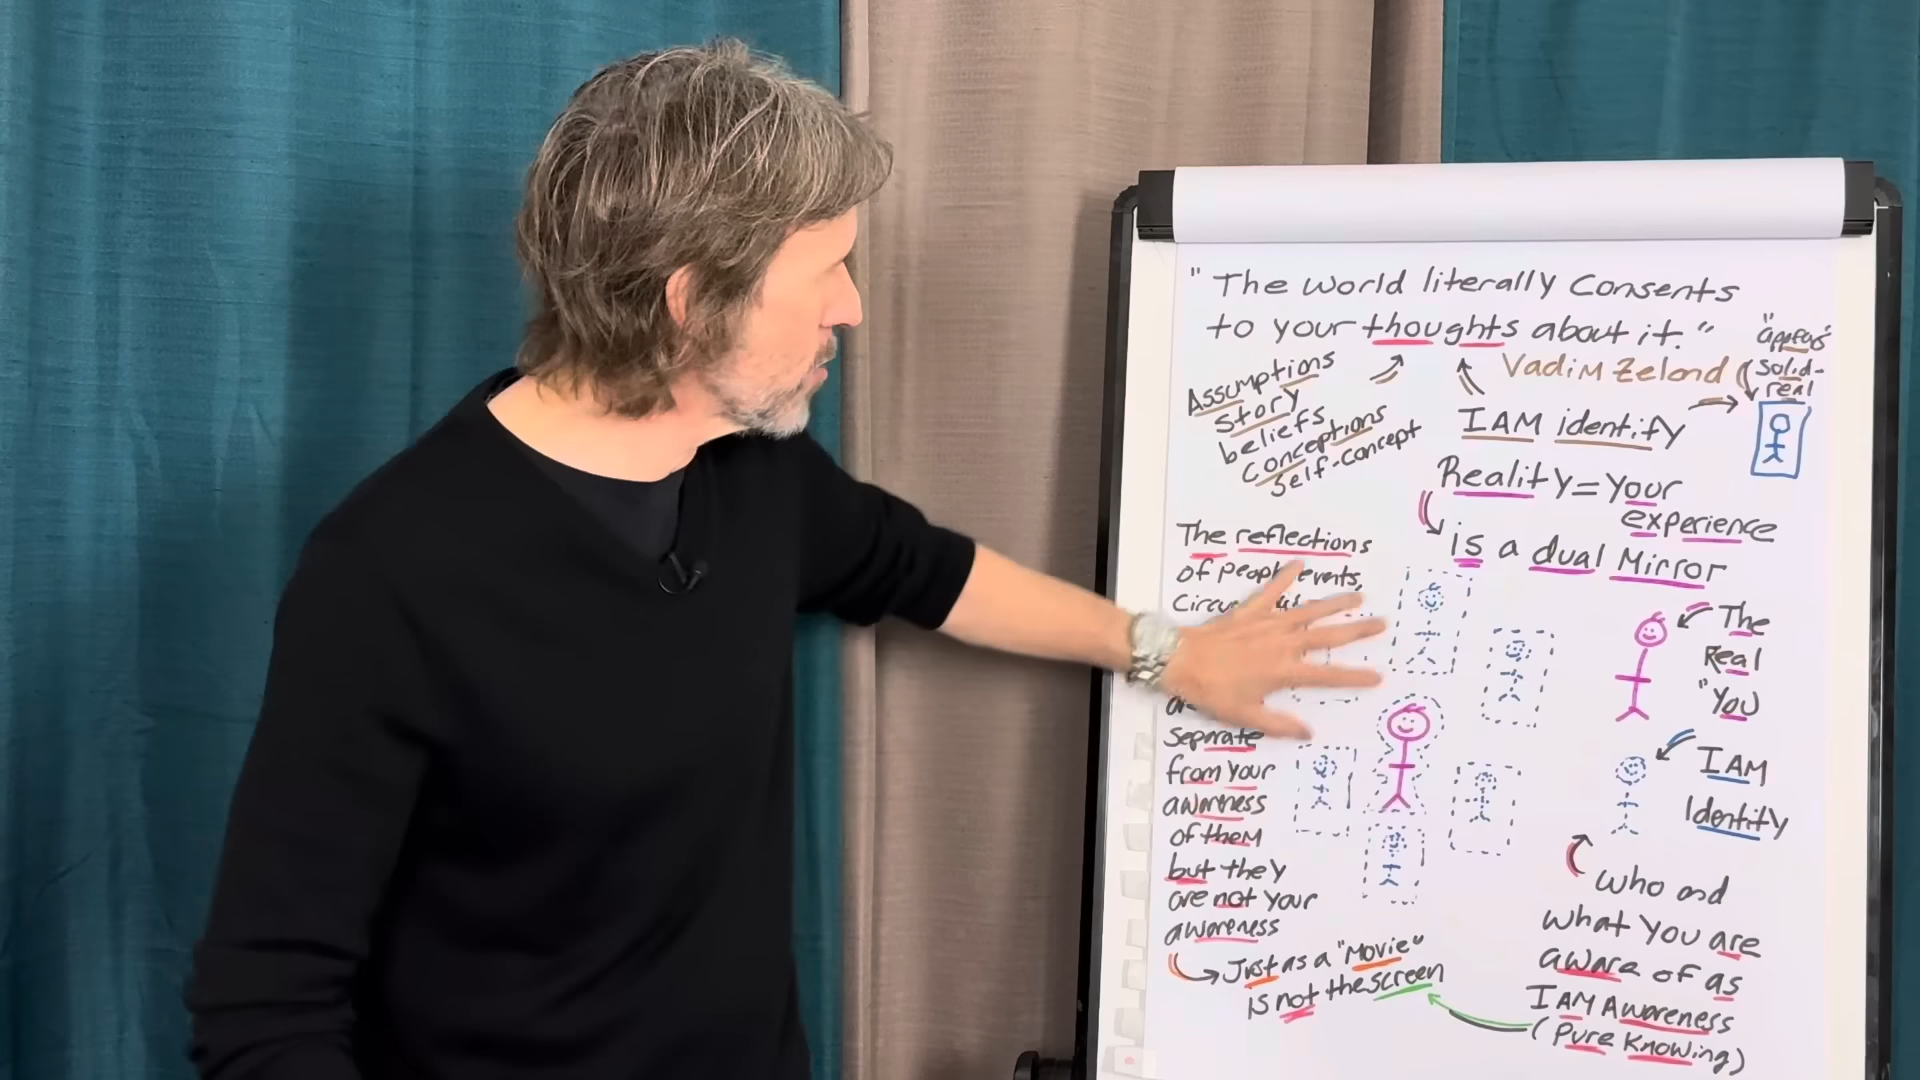 "The world literally Consents
to your thoughts about it."
Vadim Zeland
"appears"
solid-
real
Assumptions
story
beliefs
Conceptions
Self-concept
I AM identify
Reality=Your
experience
is a dual Mirror
The reflections
of people events,
Separate
from your
awareness
of them
but they
are not your
awareness
Just as a "Movie"
is not the screen
The
Real
"You
I AM
Identity
who and
what you are
aware of as
I AM Awareness
(Pure Knowing)